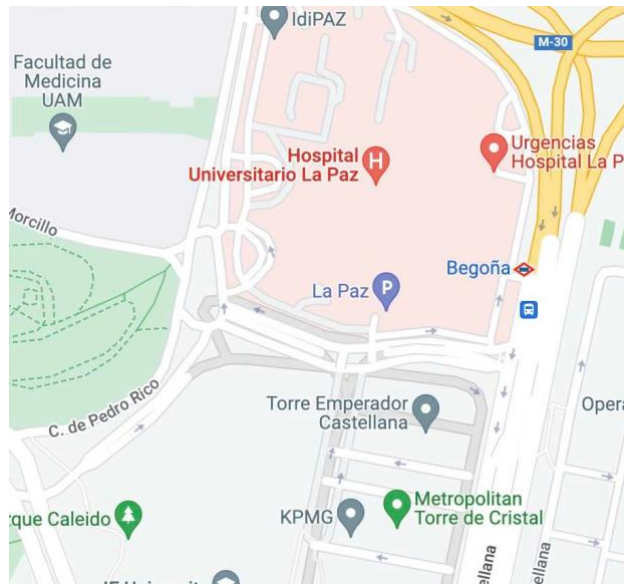 IdiPAZ
M-30
Facultad de
Medicina
UAM
Hospital
Universitario La Paz
H
Urgencias
Hospital La P
Morcillo
Begoña
La Paz
P
C. de Pedro Rico
Torre Emperador
Castellana
Opera
rque Caleido
KPMG
Metropolitan
Torre de Cristal
ellana
ellana